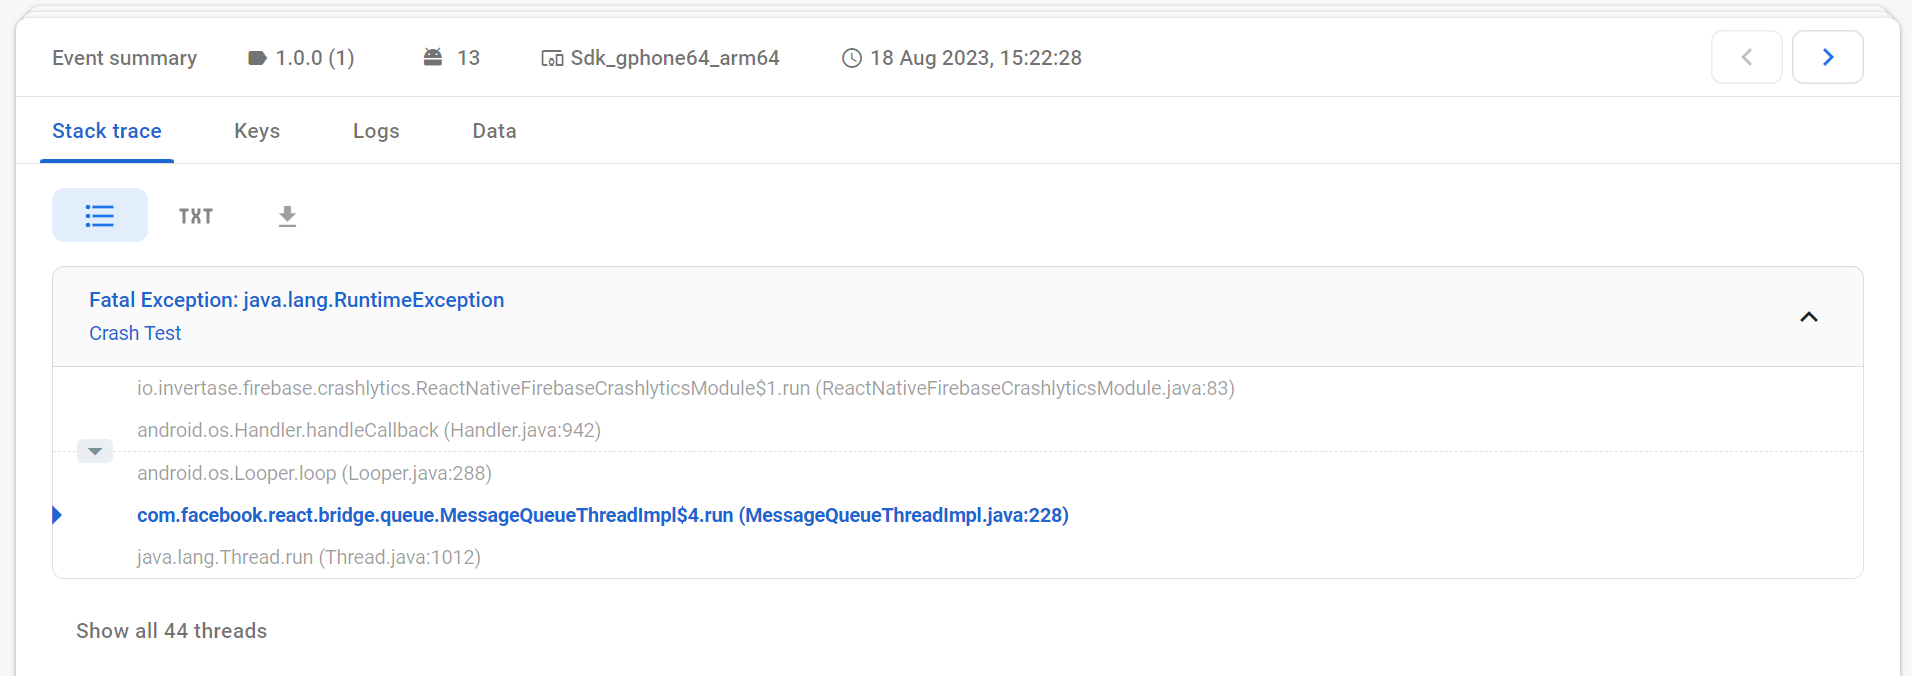 Event summary 1.0.0 (1) 13 Sdk_gphone64_arm64 18 Aug 2023, 15:22:28
Stack trace Keys Logs Data
TXT
Fatal Exception: java.lang.RuntimeException
Crash Test
io.invertase.firebase.crashlytics.ReactNativeFirebaseCrashlyticsModule$1.run (ReactNativeFirebaseCrashlyticsModule.java:83)
android.os.Handler.handleCallback (Handler.java:942)
android.os.Looper.loop (Looper.java:288)
com.facebook.react.bridge.queue.MessageQueueThreadImpl$4.run (MessageQueueThreadImpl.java:228)
java.lang.Thread.run (Thread.java:1012)
Show all 44 threads